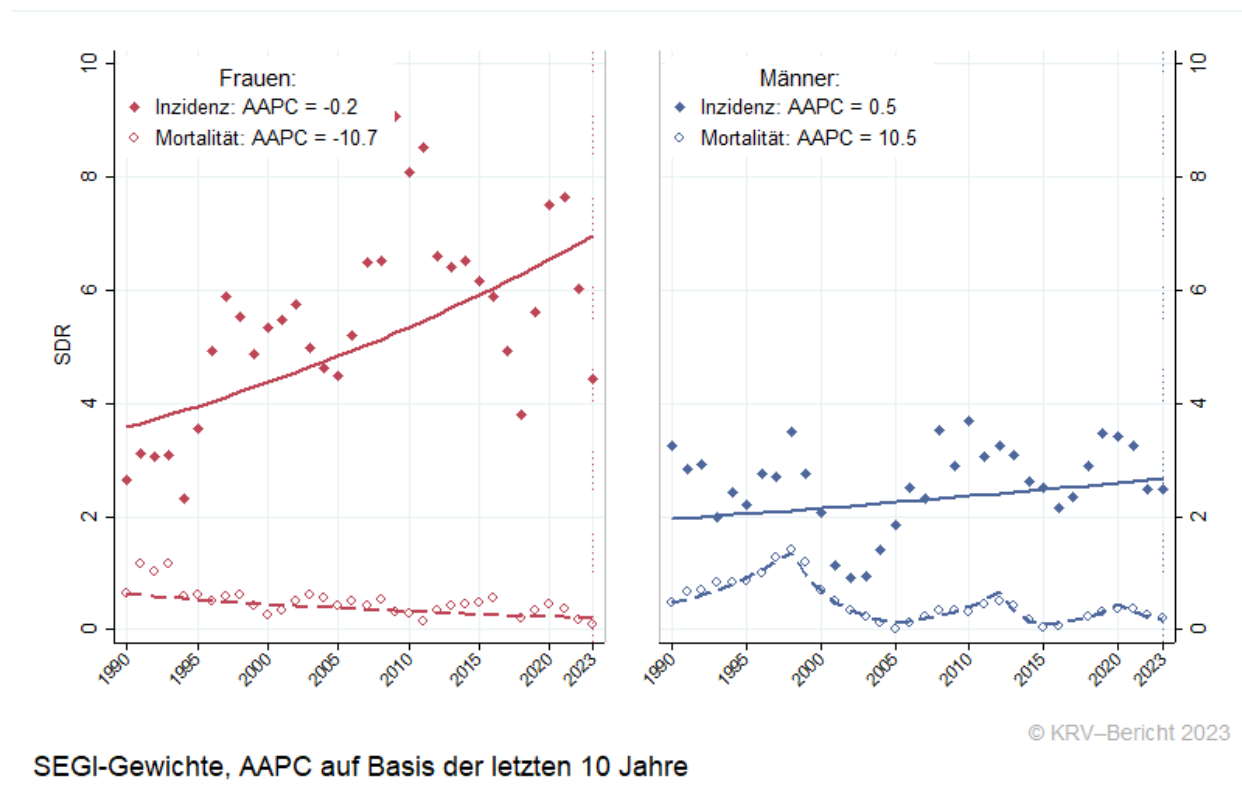 Frauen:
Inzidenz: AAPC = -0.2
Mortalität: AAPC = -10.7
Männer:
Inzidenz: AAPC = 0.5
Mortalität: AAPC = 10.5
SDR
10
8
6
4
2
0
10
8
6
4
2
0
1990 1995 2000 2005 2010 2015 2020 2023
1990 1995 2000 2005 2010 2015 2020 2023
© KRV–Bericht 2023
SEGI-Gewichte, AAPC auf Basis der letzten 10 Jahre